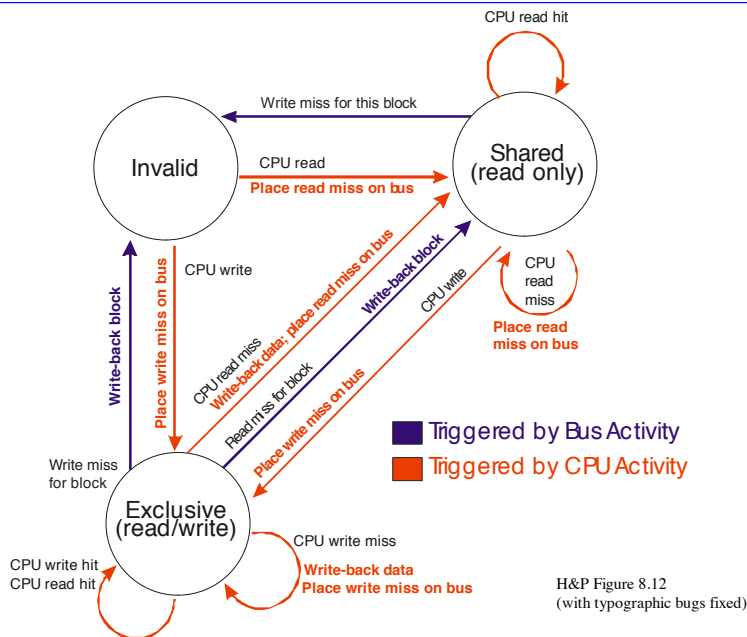 CPU read hit
Write miss for this block
Invalid
Shared
(read only)
CPU read
Place read miss on bus
CPU write
Place write miss on bus
Write-back block
CPU read miss
Write-back data; place read miss on bus
Read miss for block
Write-back block
CPU write
Place write miss on bus
CPU
read
miss
Place read
miss on bus
Triggered by Bus Activity
Triggered by CPU Activity
Write miss
for block
Exclusive
(read/write)
CPU write miss
Write-back data
Place write miss on bus
CPU write hit
CPU read hit
H&P Figure 8.12
(with typographic bugs fixed)